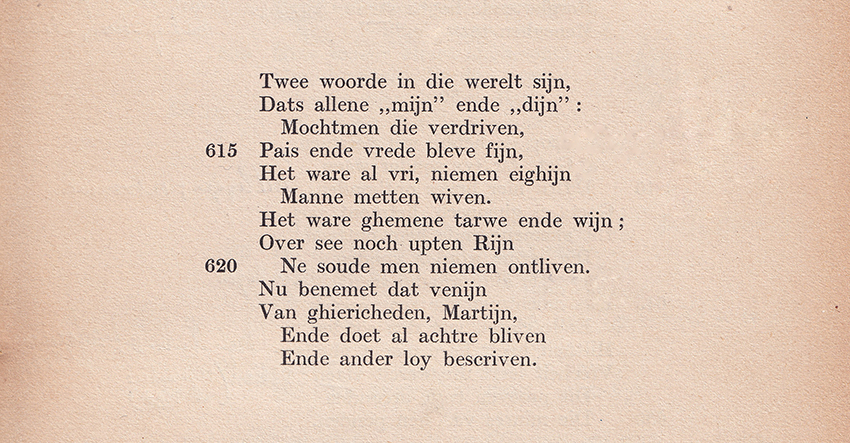 Twee woorde in die werelt sijn,
Dats allene „mijn” ende „dijn” :
Mochtmen die verdriven,
615 Pais ende vrede bleve fijn,
Het ware al vri, niemen eighijn
Manne metten wiven.
Het ware ghemene tarwe ende wijn ;
Over see noch upten Rijn
620 Ne soude men niemen ontliven.
Nu benemet dat venijn
Van ghiericheden, Martijn,
Ende doet al achtre bliven
Ende ander loy bescriven.